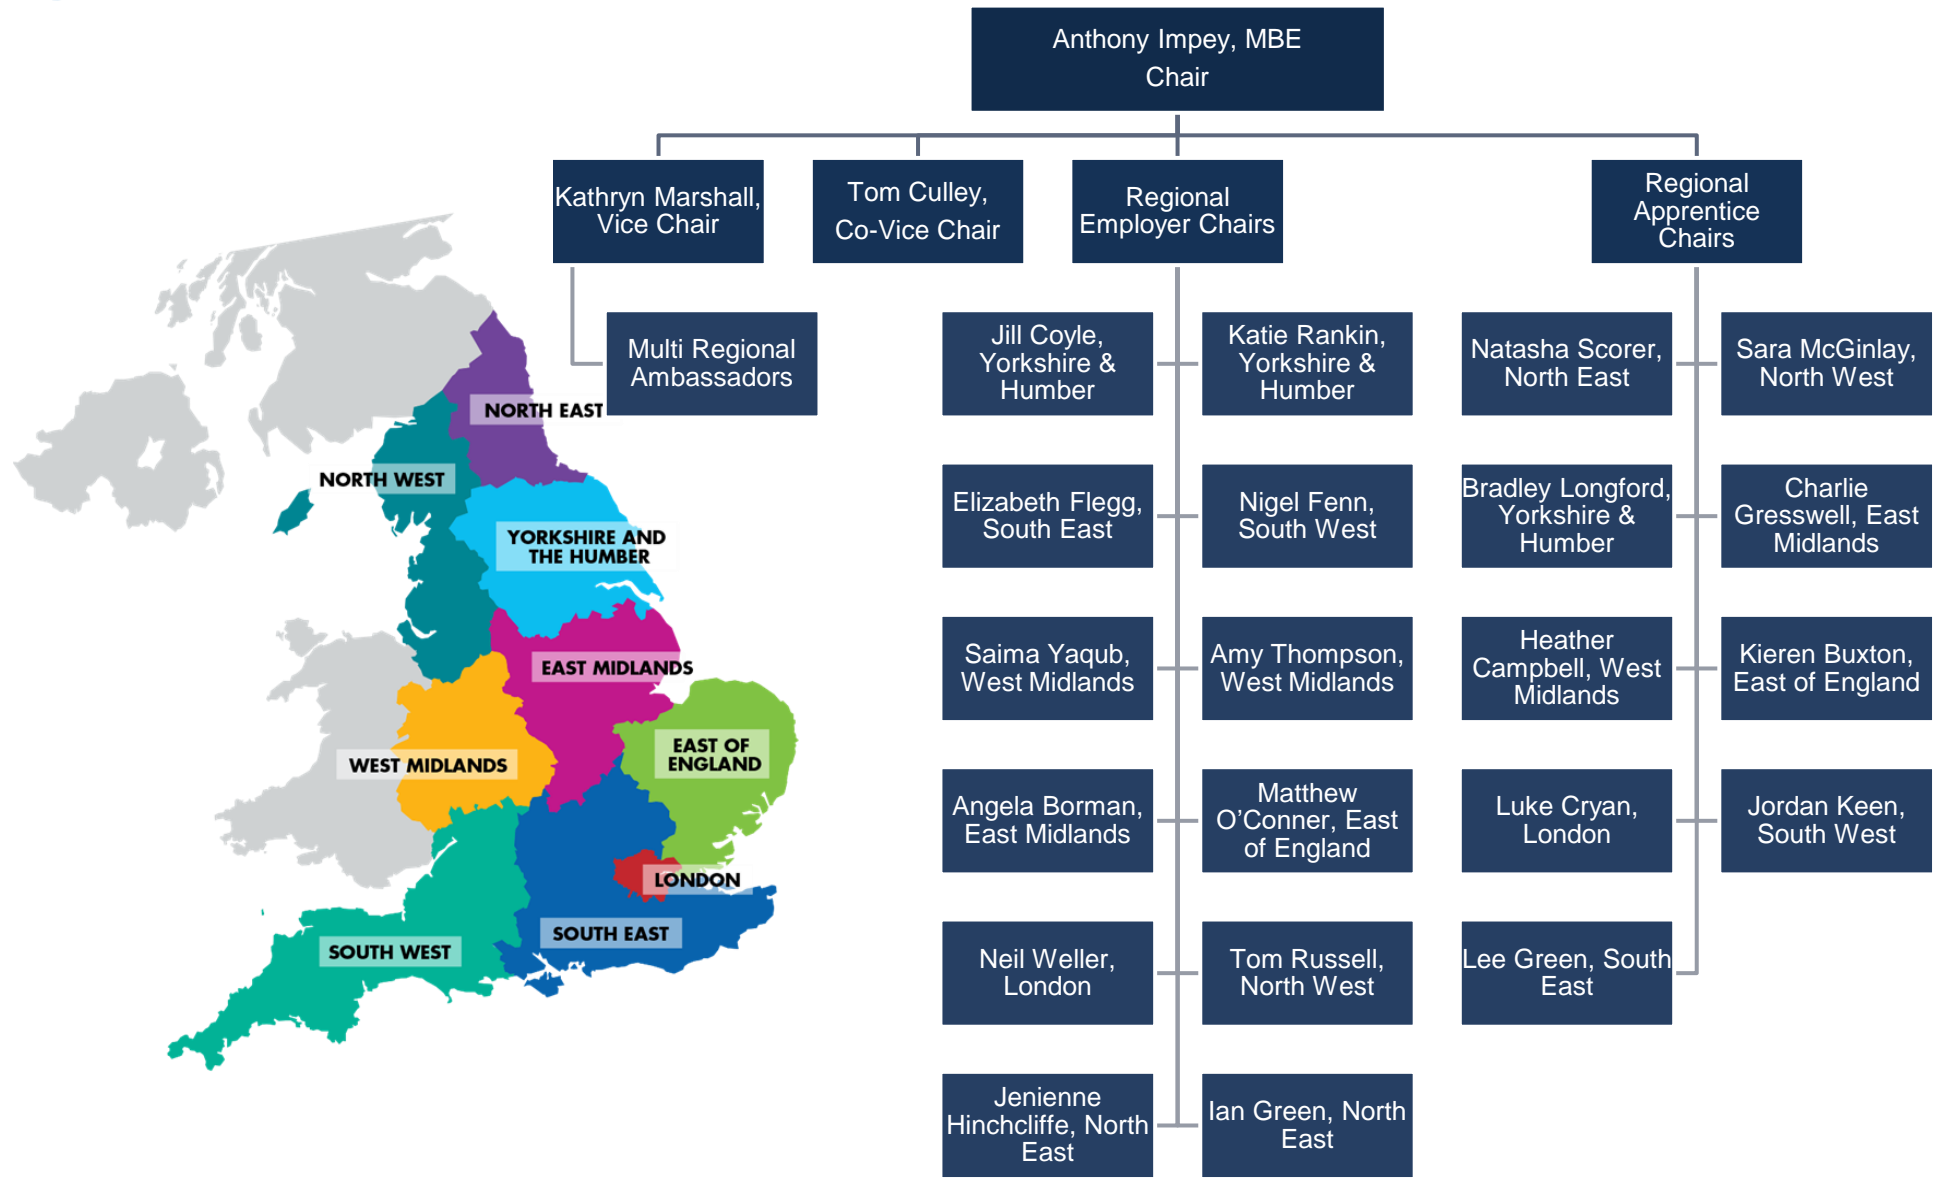 Anthony Impey, MBE
Chair
Kathryn Marshall,
Vice Chair
Tom Culley,
Co-Vice Chair
Regional
Employer Chairs
Regional
Apprentice
Chairs
Multi Regional
Ambassadors
Jill Coyle,
Yorkshire &
Humber
Katie Rankin,
Yorkshire &
Humber
Elizabeth Flegg,
South East
Nigel Fenn,
South West
Saima Yaqub,
West Midlands
Amy Thompson,
West Midlands
Angela Borman,
East Midlands
Matthew
O’Conner, East
of England
Neil Weller,
London
Tom Russell,
North West
Jenienne
Hinchcliffe, North
East
Ian Green, North
East
Natasha Scorer,
North East
Sara McGinlay,
North West
Bradley Longford,
Yorkshire &
Humber
Charlie
Gresswell, East
Midlands
Heather
Campbell, West
Midlands
Kieren Buxton,
East of England
Luke Cryan,
London
Jordan Keen,
South West
Lee Green, South
East
NORTH EAST
NORTH WEST
YORKSHIRE AND
THE HUMBER
EAST MIDLANDS
EAST OF
ENGLAND
WEST MIDLANDS
LONDON
SOUTH EAST
SOUTH WEST